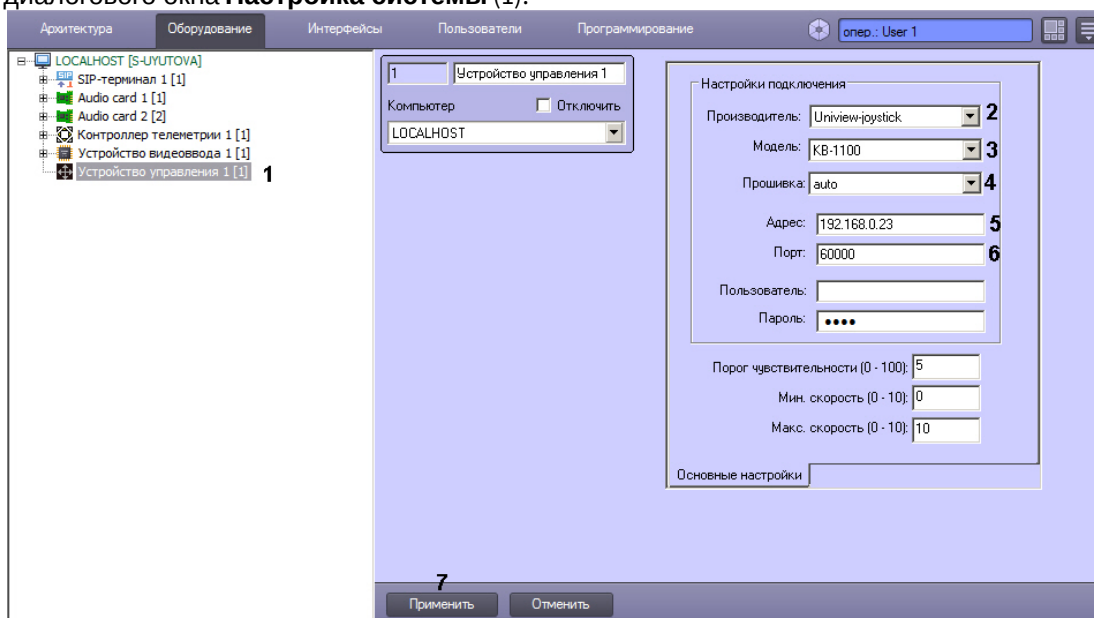 диалогового окна Настройка системы (1).
Архитектура Оборудование Интерфейсы Пользователи Программирование опер.: User 1
LOCALHOST [S-UYUTOVA]
SIP-терминал 1 [1]
Audio card 1 [1]
Audio card 2 [2]
Контроллер телеметрии 1 [1]
Устройство видеоввода 1 [1]
Устройство управления 1 [1] 1
1 Устройство управления 1
Компьютер Отключить
LOCALHOST
Настройки подключения
Производитель: Uniview-joystick 2
Модель: KB-1100 3
Прошивка: auto 4
Адрес: 192.168.0.23 5
Порт: 60000 6
Пользователь:
Пароль: ••••
Порог чувствительности (0 - 100): 5
Мин. скорость (0 - 10): 0
Макс. скорость (0 - 10): 10
Основные настройки
7
Применить Отменить